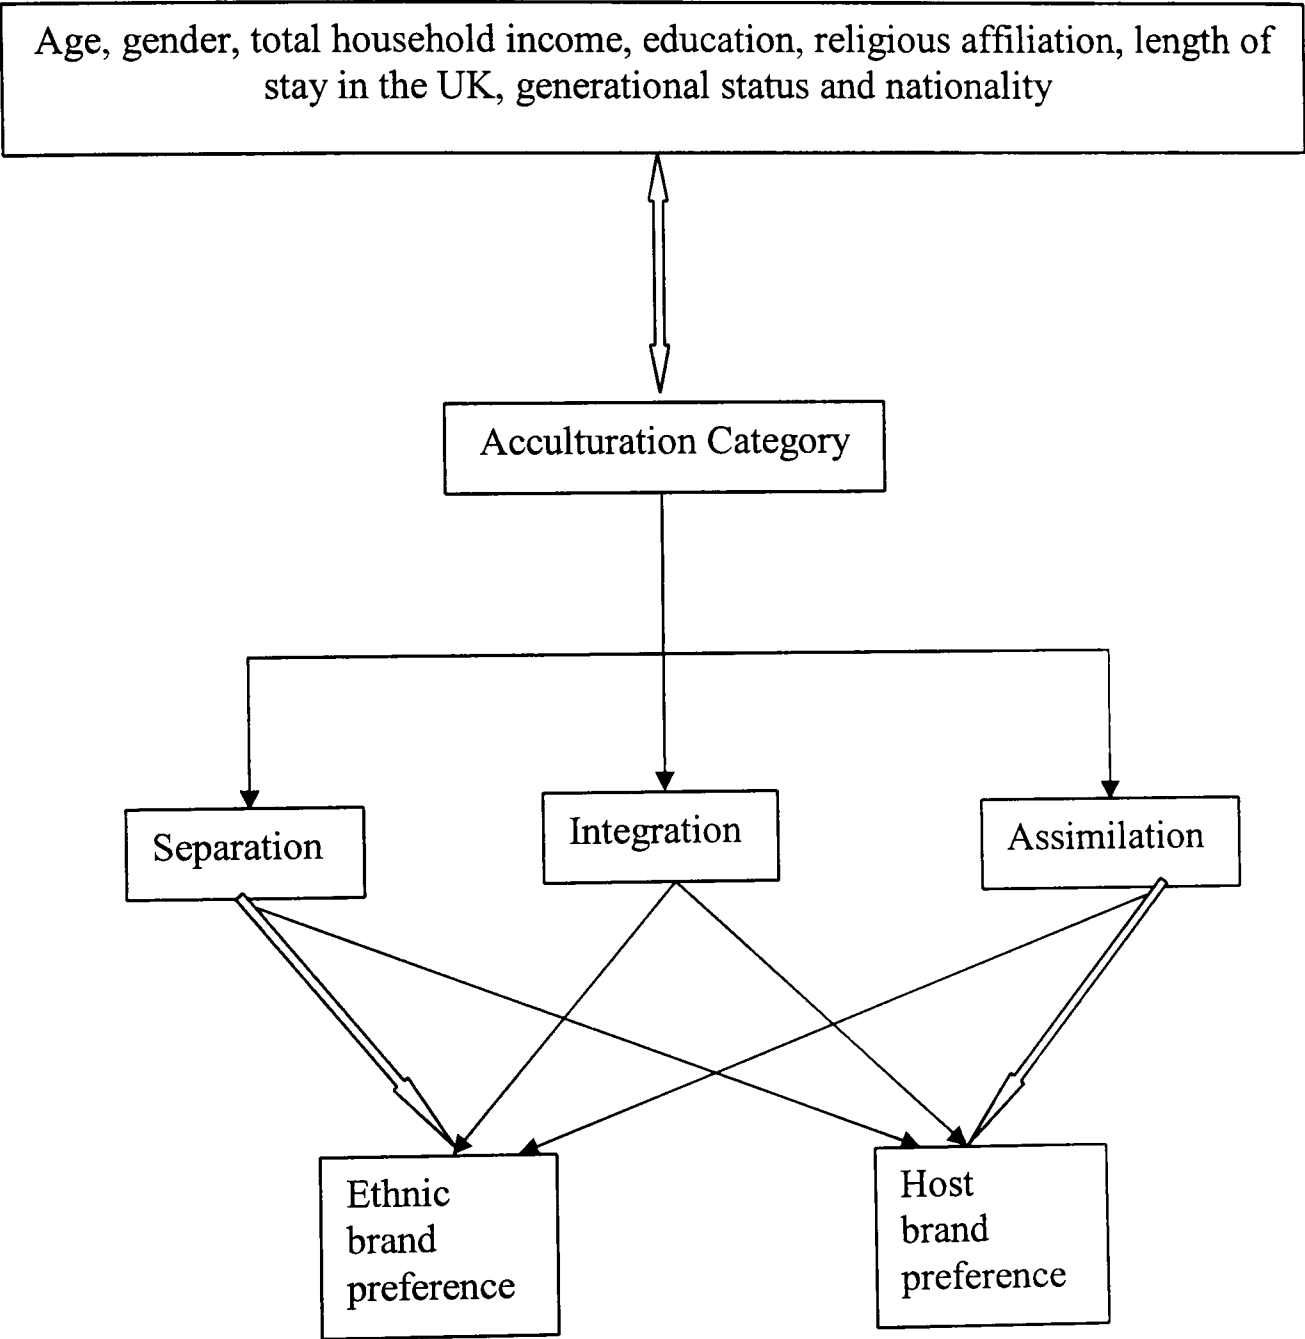 Age, gender, total household income, education, religious affiliation, length of
stay in the UK, generational status and nationality
Acculturation Category
Separation
Integration
Assimilation
Ethnic
brand
preference
Host
brand
preference